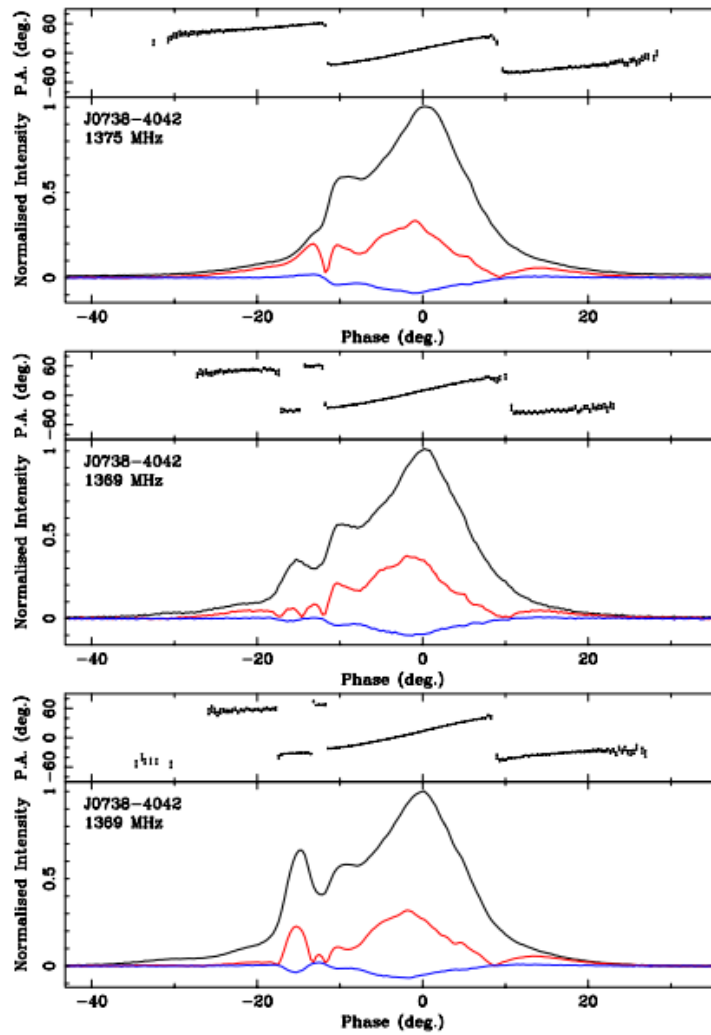 P.A. (deg.)
60
0
-60
J0738-4042
1375 MHz
Normalised Intensity
1
0.5
0
-40 -20 0 20
Phase (deg.)
P.A. (deg.)
60
0
-60
J0738-4042
1369 MHz
Normalised Intensity
1
0.5
0
-40 -20 0 20
Phase (deg.)
P.A. (deg.)
60
0
-60
J0738-4042
1369 MHz
Normalised Intensity
1
0.5
0
-40 -20 0 20
Phase (deg.)